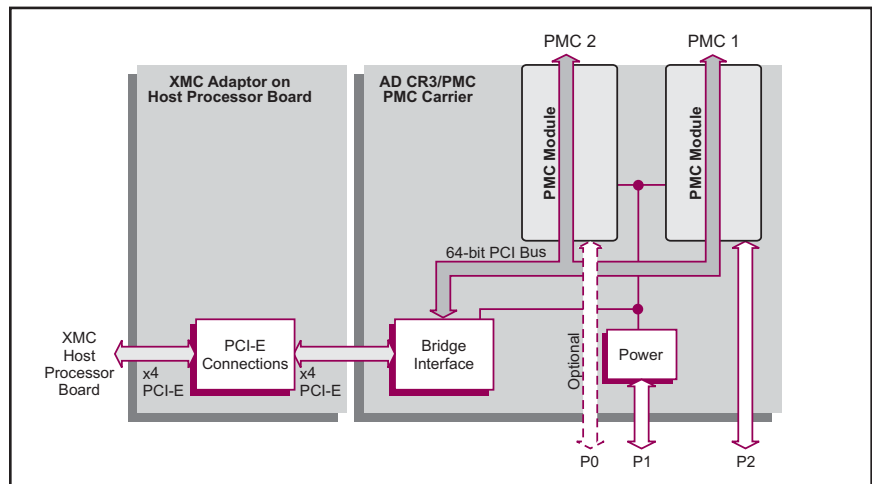 PMC 2
PMC 1
XMC Adaptor on
Host Processor Board
AD CR3/PMC
PMC Carrier
PMC Module
PMC Module
64-bit PCI Bus
XMC
Host
Processor
Board
x4
PCI-E
PCI-E
Connections
x4
PCI-E
Bridge
Interface
Optional
Power
P0
P1
P2